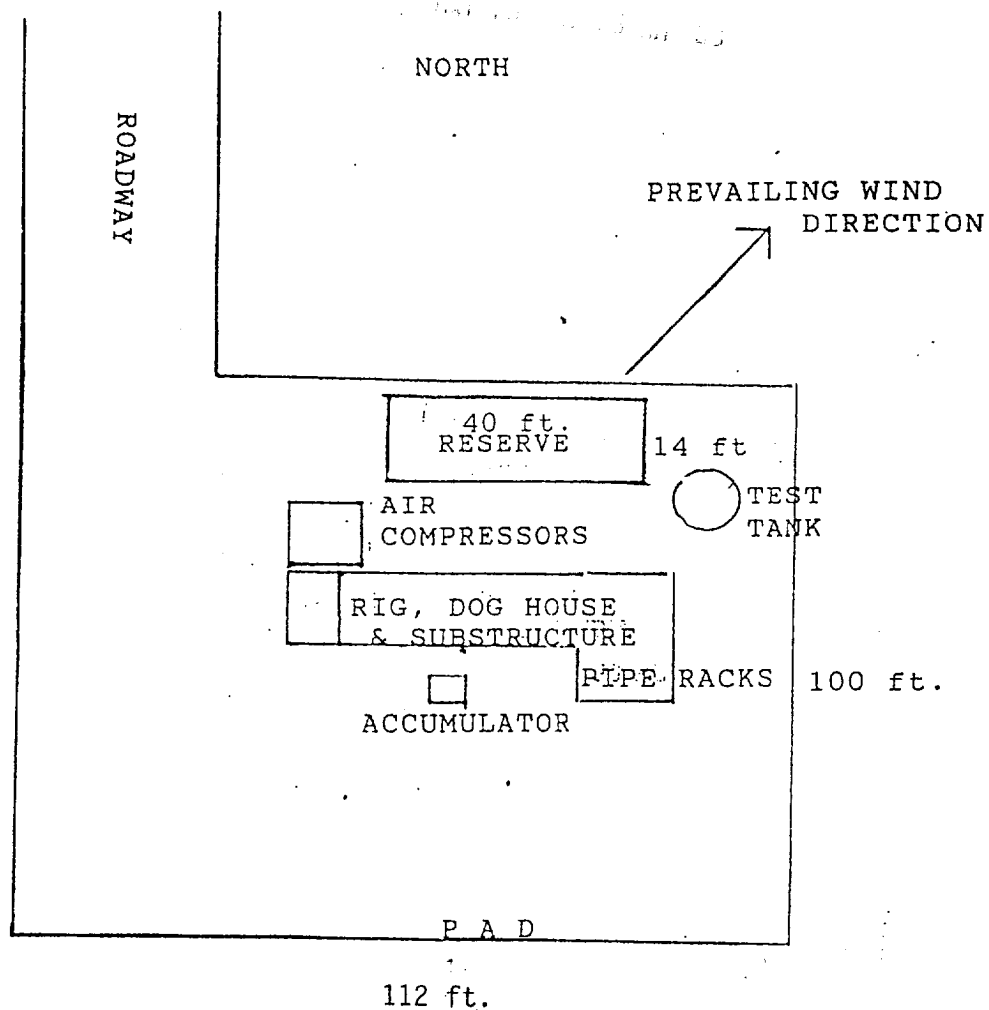 NORTH
ROADWAY
PREVAILING WIND
DIRECTION
40 ft.
RESERVE
14 ft
TEST
TANK
AIR
COMPRESSORS
RIG, DOG HOUSE
& SUBSTRUCTURE
PIPE RACKS
100 ft.
ACCUMULATOR
P A D
112 ft.